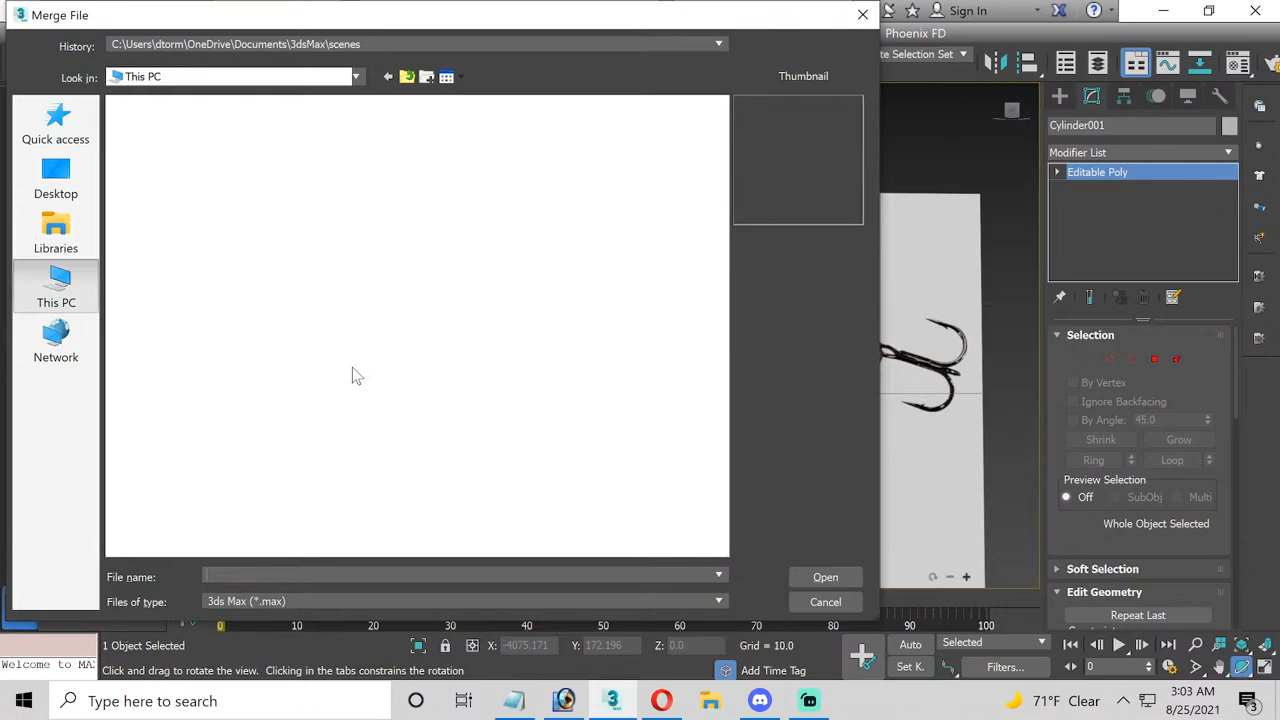 Merge File
Sign In
History:
C:\Users\dtorm\OneDrive\Documents\3dsMax\scenes
Phoenix FD
Look in:
This PC
Thumbnail
e Selection Set
Quick access
Desktop
Libraries
This PC
Network
Cylinder001
Modifier List
Editable Poly
Selection
By Vertex
Ignore Backfacing
By Angle:
45.0
Shrink
Grow
Ring
Loop
Preview Selection
Off
SubObj
Multi
Whole Object Selected
Soft Selection
Edit Geometry
Repeat Last
File name:
Open
Files of type:
3ds Max (*.max)
Cancel
0 10 20 30 40 50 60 70 80 90 100
1 Object Selected
X: -4075.171
Y: 172.196
Z: 0.0
Grid = 10.0
Auto
Selected
Welcome to MA
Click and drag to rotate the view. Clicking in the tabs constrains the rotation
Add Time Tag
Set K.
Filters...
0
Type here to search
71°F Clear
3:03 AM
8/25/2021
3